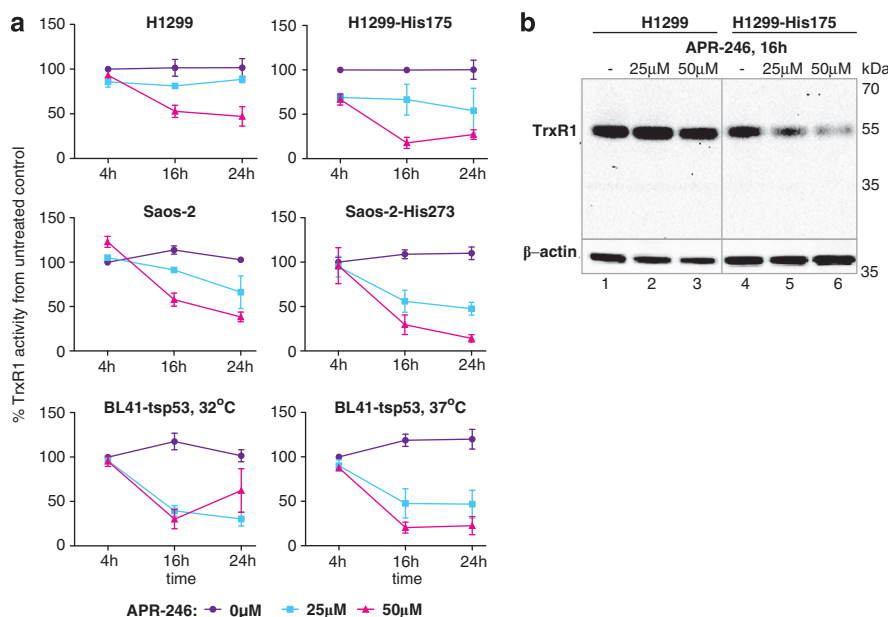 a
% TrxR1 activity from untreated control
H1299
150
100
50
0
4h 16h 24h
H1299-His175
150
100
50
0
4h 16h 24h
Saos-2
150
100
50
0
4h 16h 24h
Saos-2-His273
150
100
50
0
4h 16h 24h
BL41-tsp53, 32°C
150
100
50
0
4h 16h 24h
time
BL41-tsp53, 37°C
150
100
50
0
4h 16h 24h
time
APR-246: 0μM 25μM 50μM
b
H1299 H1299-His175
APR-246, 16h
- 25μM 50μM - 25μM 50μM kDa
70
TrxR1 55
35
β–actin
35
1 2 3 4 5 6